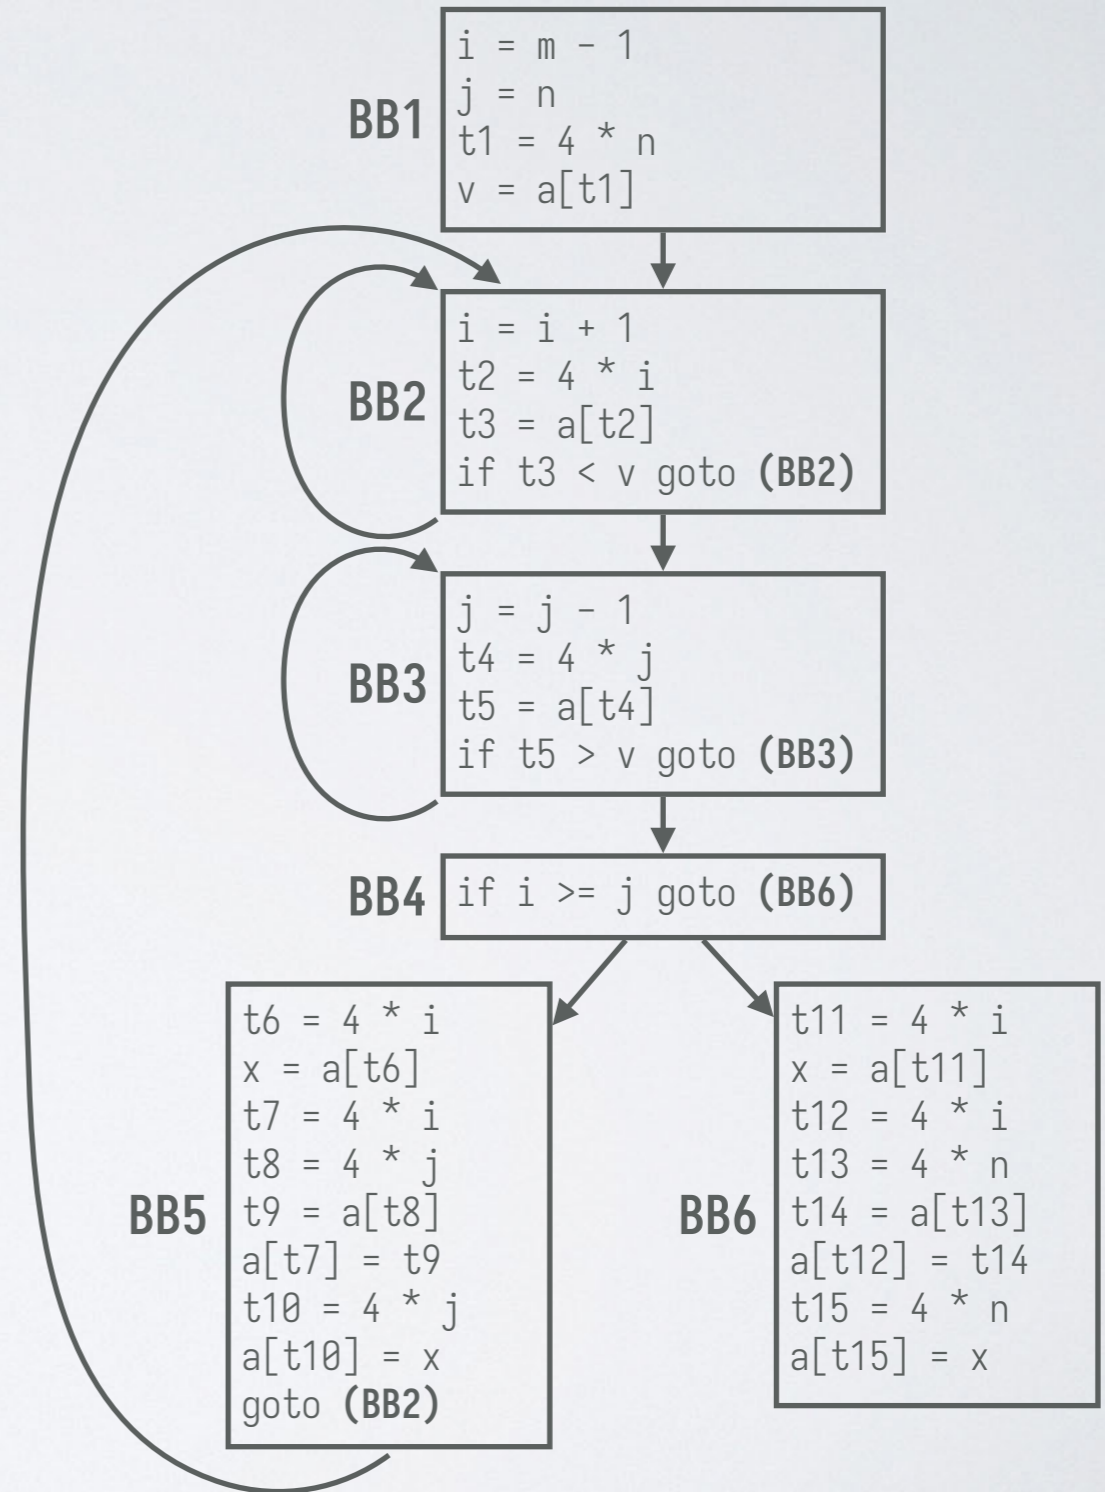 BB1
i = m - 1
j = n
t1 = 4 * n
v = a[t1]
BB2
i = i + 1
t2 = 4 * i
t3 = a[t2]
if t3 < v goto (BB2)
BB3
j = j - 1
t4 = 4 * j
t5 = a[t4]
if t5 > v goto (BB3)
BB4
if i >= j goto (BB6)
BB5
t6 = 4 * i
x = a[t6]
t7 = 4 * i
t8 = 4 * j
t9 = a[t8]
a[t7] = t9
t10 = 4 * j
a[t10] = x
goto (BB2)
BB6
t11 = 4 * i
x = a[t11]
t12 = 4 * i
t13 = 4 * n
t14 = a[t13]
a[t12] = t14
t15 = 4 * n
a[t15] = x